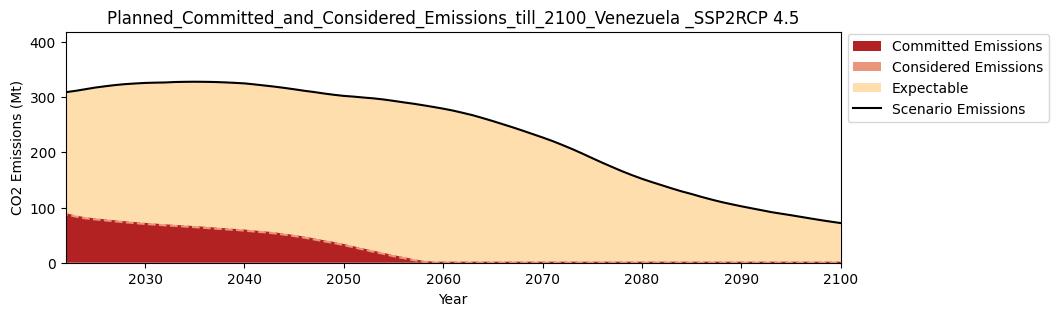 Planned_Committed_and_Considered_Emissions_till_2100_Venezuela _SSP2RCP 4.5
400
300
200
100
0
CO2 Emissions (Mt)
2030 2040 2050 2060 2070 2080 2090 2100
Year
Committed Emissions
Considered Emissions
Expectable
Scenario Emissions